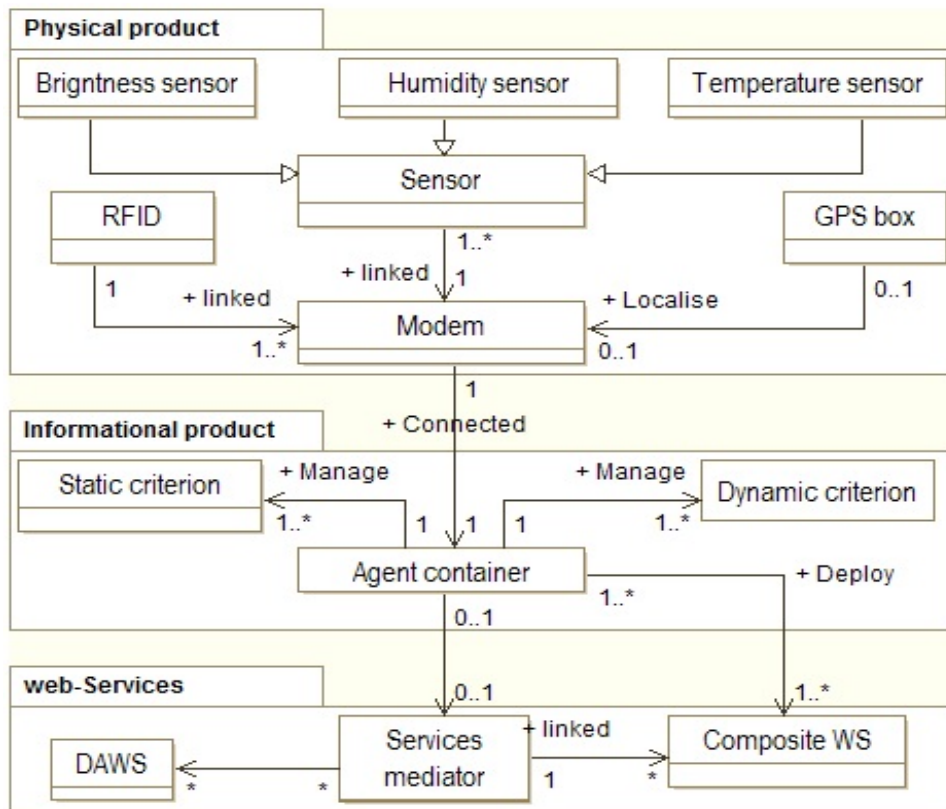 Physical product
Brigntness sensor
Humidity sensor
Temperature sensor
Sensor
RFID
GPS box
1..*
1
+ linked
+ linked
1
+ Localise
0..1
Modem
1..*
0..1
1
+ Connected
Informational product
Static criterion
+ Manage
+ Manage
Dynamic criterion
1..*
1
1
1
1..*
Agent container
+ Deploy
1..*
0..1
web-Services
0..1
1..*
DAWS
Services
mediator
+ linked
Composite WS
*
*
1
*